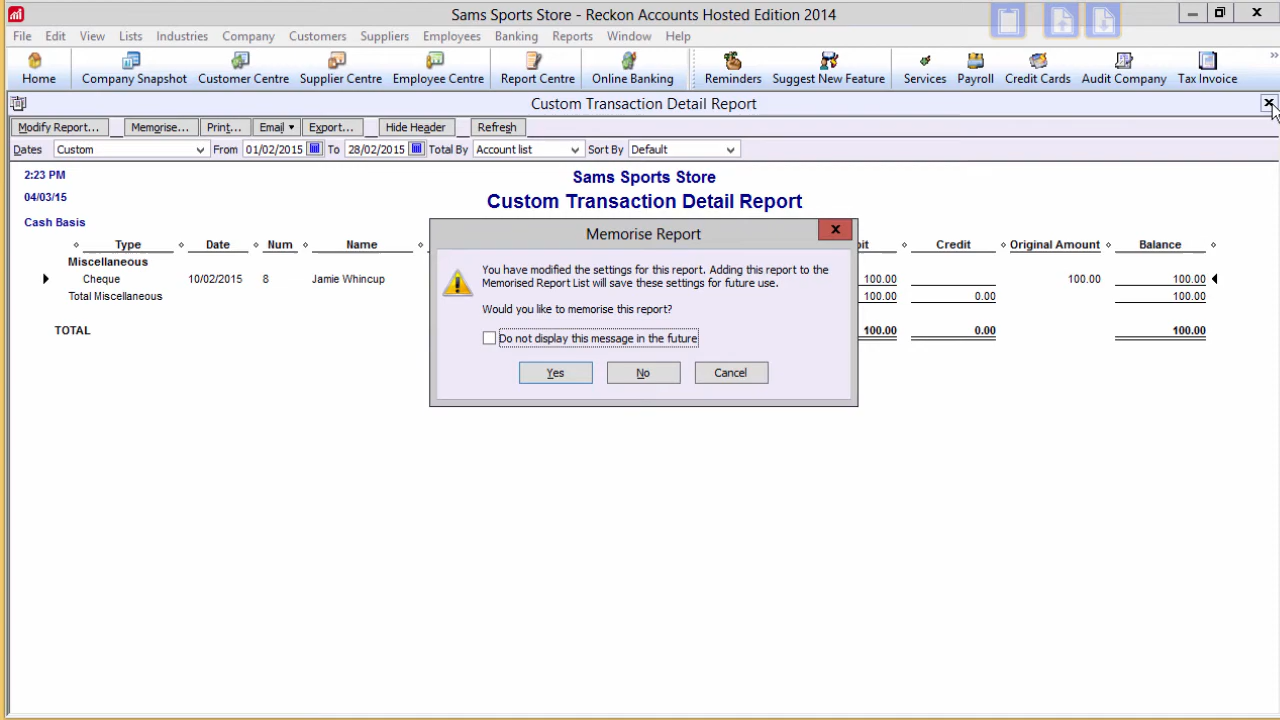 Sams Sports Store - Reckon Accounts Hosted Edition 2014
File Edit View Lists Industries Company Customers Suppliers Employees Banking Reports Window Help
Home Company Snapshot Customer Centre Supplier Centre Employee Centre Report Centre Online Banking Reminders Suggest New Feature Services Payroll Credit Cards Audit Company Tax Invoice
Custom Transaction Detail Report
Modify Report... Memorise... Print... Email Export... Hide Header Refresh
Dates Custom From 01/02/2015 To 28/02/2015 Total By Account list Sort By Default
2:23 PM
Sams Sports Store
04/03/15
Custom Transaction Detail Report
Cash Basis
Type Date Num Name Credit Original Amount Balance
Miscellaneous
Cheque 10/02/2015 8 Jamie Whincup 100.00 100.00 100.00
Total Miscellaneous 100.00 0.00 100.00
TOTAL 100.00 0.00 100.00
Memorise Report
You have modified the settings for this report. Adding this report to the
Memorised Report List will save these settings for future use.
Would you like to memorise this report?
Do not display this message in the future
Yes No Cancel